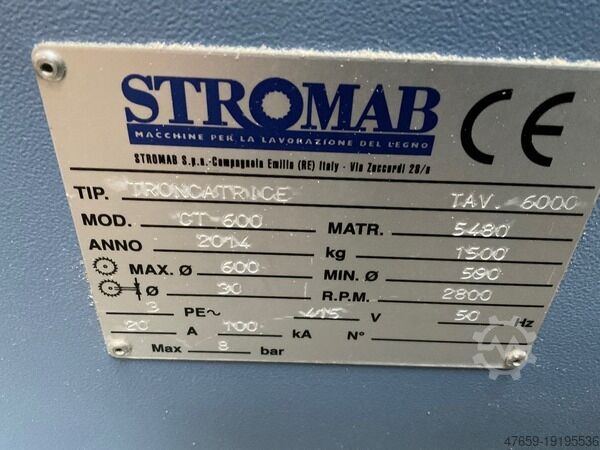 STROMAB
MACCHINE PER LA LAVORAZIONE DEL LEGNO
CE
STROMAB S.p.a.-Campagnola Emilia (RE) Italy - Via Zuccardi 28/a
TIP. TRONCATRICE TAV. 6000
MOD. CT 600 MATR. 5480
ANNO 2014 kg 1500
MAX. Ø 600 MIN. Ø 590
Ø 30 R.P.M. 2800
3 PE~ 415 V 50 Hz
20 A 100 kA N°
Max 8 bar
47659-19195536